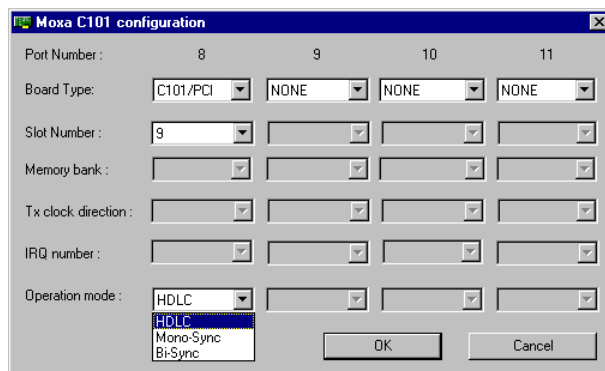 Moxa C101 configuration
Port Number : 8 9 10 11
Board Type: C101/PCI NONE NONE NONE
Slot Number : 9
Memory bank :
Tx clock direction :
IRQ number :
Operation mode : HDLC
HDLC
Mono-Sync
Bi-Sync
OK Cancel